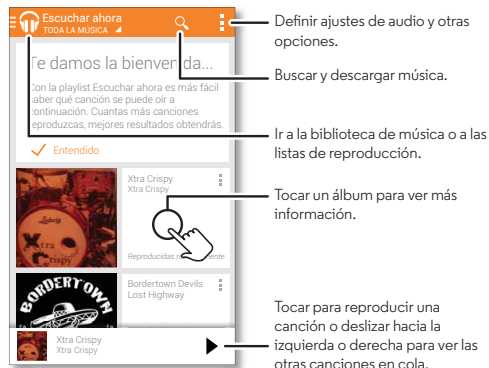 Escuchar ahora
TODA LA MÚSICA
Te damos la bienvenida...
Con la playlist Escuchar ahora es más fácil
saber qué canción se puede oír a
continuación. Cuantas más canciones
reproduzcas, mejores resultados obtendrás.
Entendido
Xtra Crispy
Xtra Crispy
Ludwig
Xtra
Crispy
Reproducidas recientemente
BORDERTOWN
Bordertown Devils
Lost Highway
Xtra Crispy
Xtra Crispy
Definir ajustes de audio y otras
opciones.
Buscar y descargar música.
Ir a la biblioteca de música o a las
listas de reproducción.
Tocar un álbum para ver más
información.
Tocar para reproducir una
canción o deslizar hacia la
izquierda o derecha para ver las
otras canciones en cola.